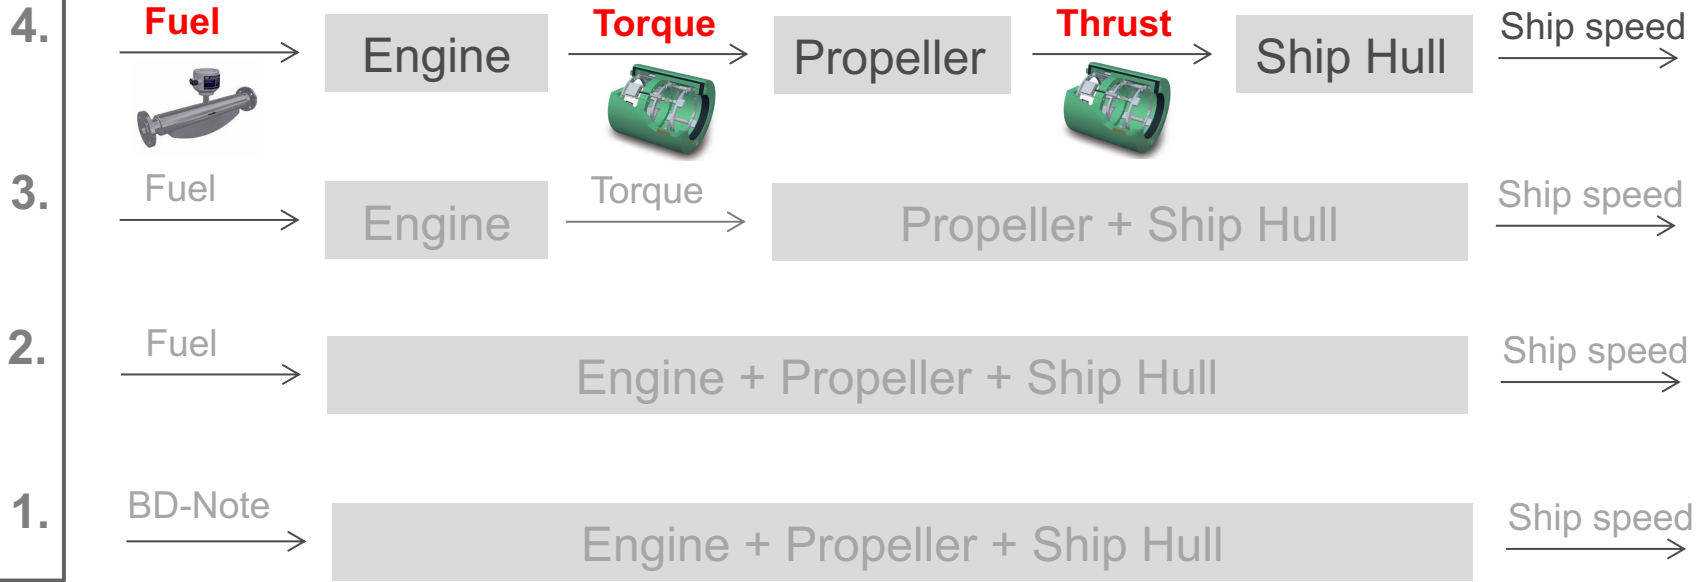 4. Fuel Engine Torque Propeller Thrust Ship Hull Ship speed
3. Fuel Engine Torque Propeller + Ship Hull Ship speed
2. Fuel Engine + Propeller + Ship Hull Ship speed
1. BD-Note Engine + Propeller + Ship Hull Ship speed